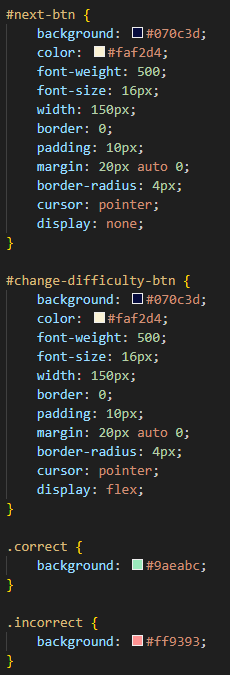 #next-btn {
    background: #070c3d;
    color: #faf2d4;
    font-weight: 500;
    font-size: 16px;
    width: 150px;
    border: 0;
    padding: 10px;
    margin: 20px auto 0;
    border-radius: 4px;
    cursor: pointer;
    display: none;
}

#change-difficulty-btn {
    background: #070c3d;
    color: #faf2d4;
    font-weight: 500;
    font-size: 16px;
    width: 150px;
    border: 0;
    padding: 10px;
    margin: 20px auto 0;
    border-radius: 4px;
    cursor: pointer;
    display: flex;
}

.correct {
    background: #9aeabc;
}

.incorrect {
    background: #ff9393;
}